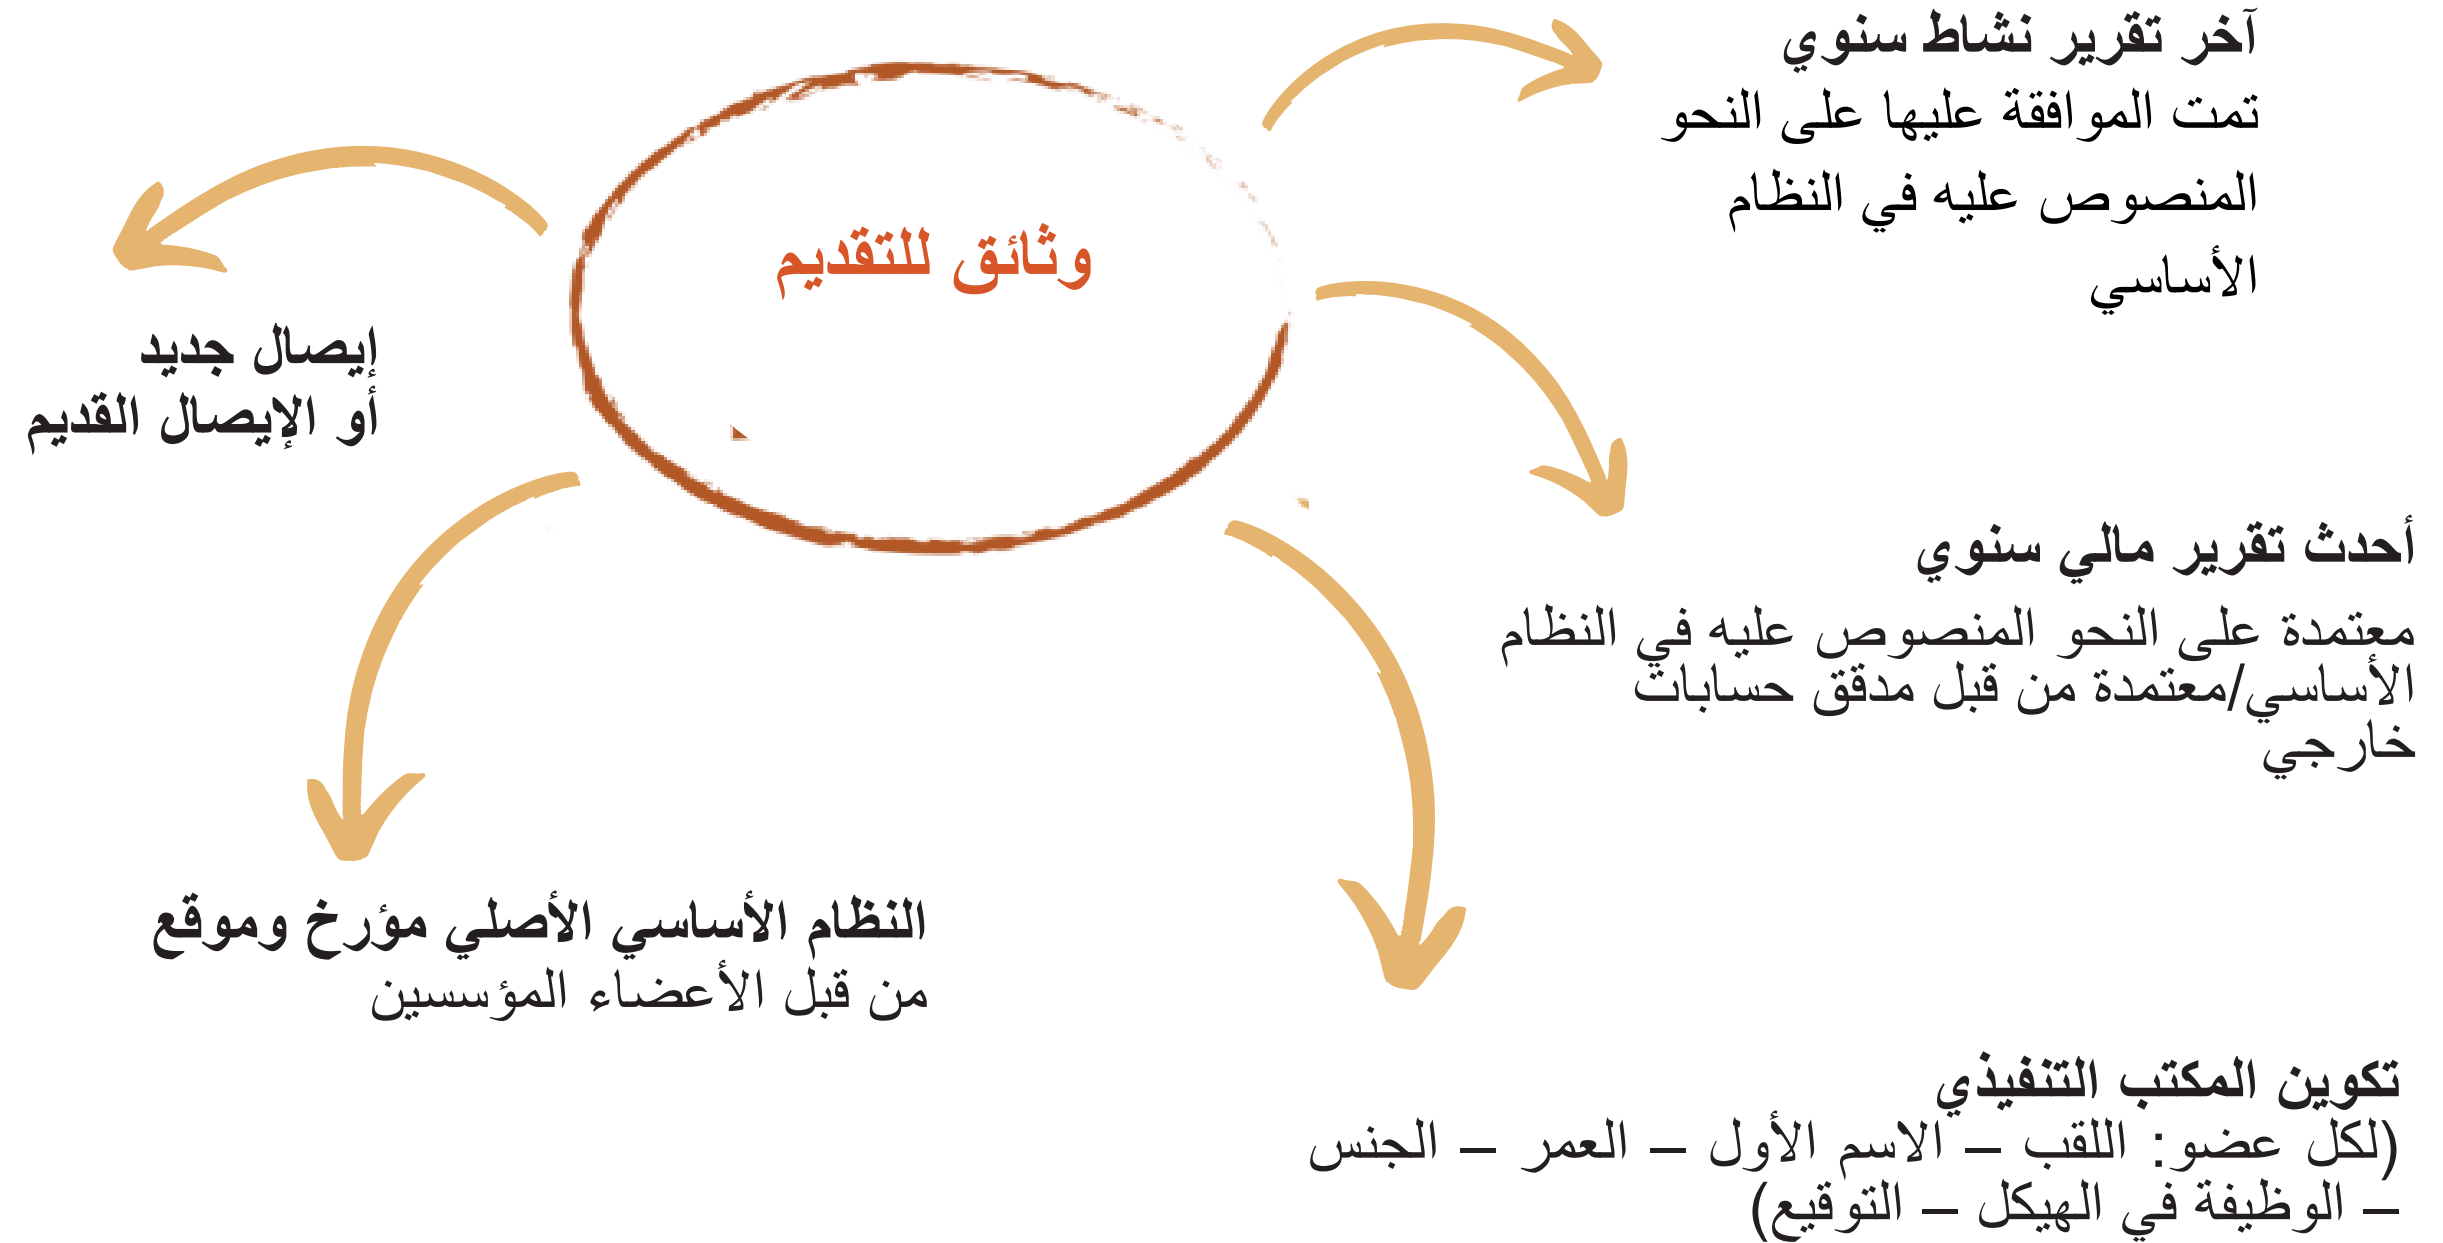 وثائق للتقديم
آخر تقرير نشاط سنوي
تمت الموافقة عليها على النحو
المنصوص عليه في النظام
الأساسي
أحدث تقرير مالي سنوي
معتمدة على النحو المنصوص عليه في النظام
الأساسي/معتمدة من قبل مدقق حسابات
خارجي
تكوين المكتب التنفيذي
(لكل عضو: اللقب – الاسم الأول – العمر – الجنس
– الوظيفة في الهيكل – التوقيع)
إيصال جديد
أو الإيصال القديم
النظام الأساسي الأصلي مؤرخ وموقع
من قبل الأعضاء المؤسسين